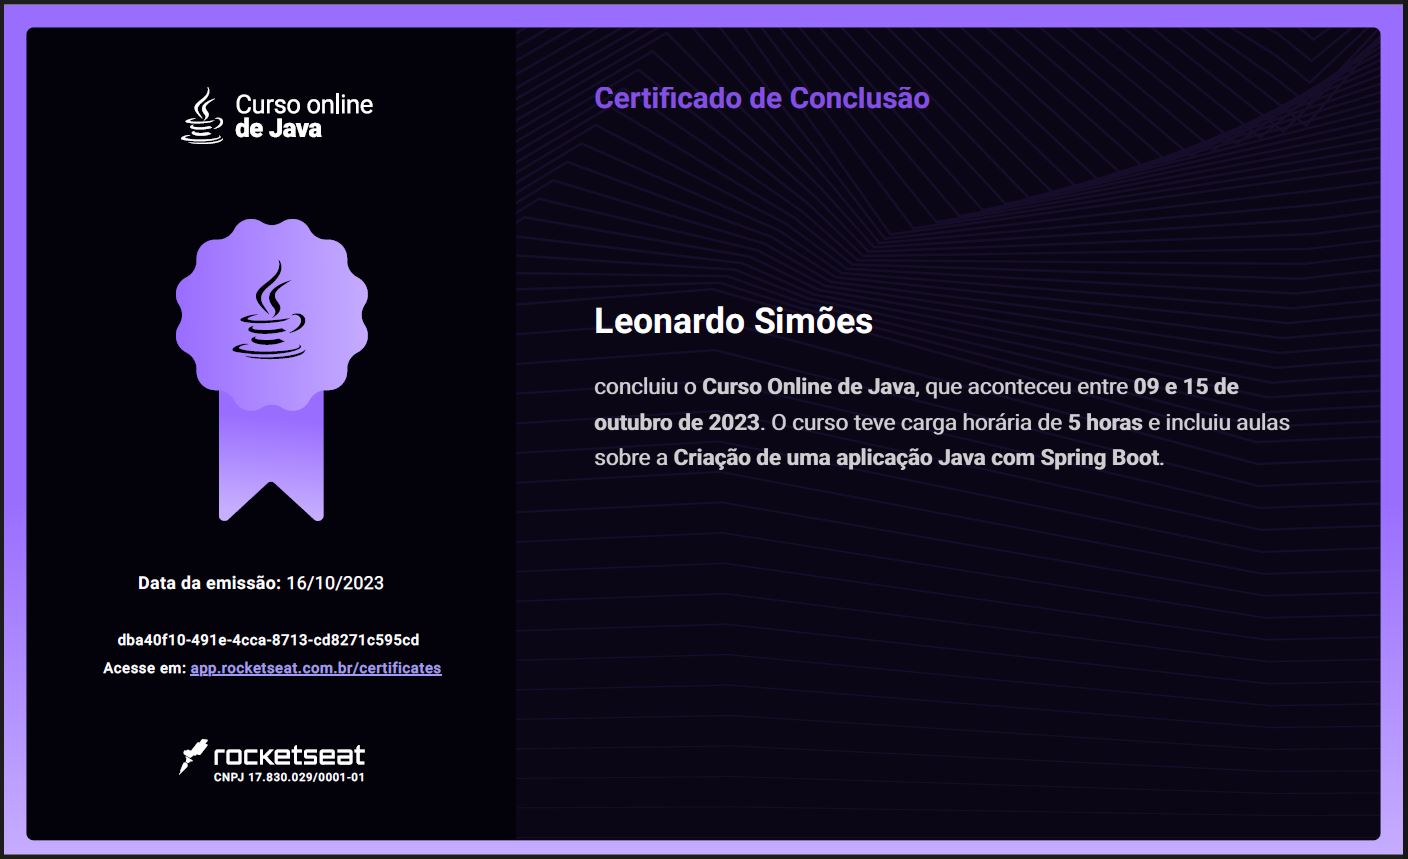 Curso online
de Java
Data da emissão: 16/10/2023
dba40f10-491e-4cca-8713-cd8271c595cd
Acesse em: app.rocketseat.com.br/certificates
rocketseat
CNPJ 17.830.029/0001-01
Certificado de Conclusão
Leonardo Simões
concluiu o Curso Online de Java, que aconteceu entre 09 e 15 de
outubro de 2023. O curso teve carga horária de 5 horas e incluiu aulas
sobre a Criação de uma aplicação Java com Spring Boot.